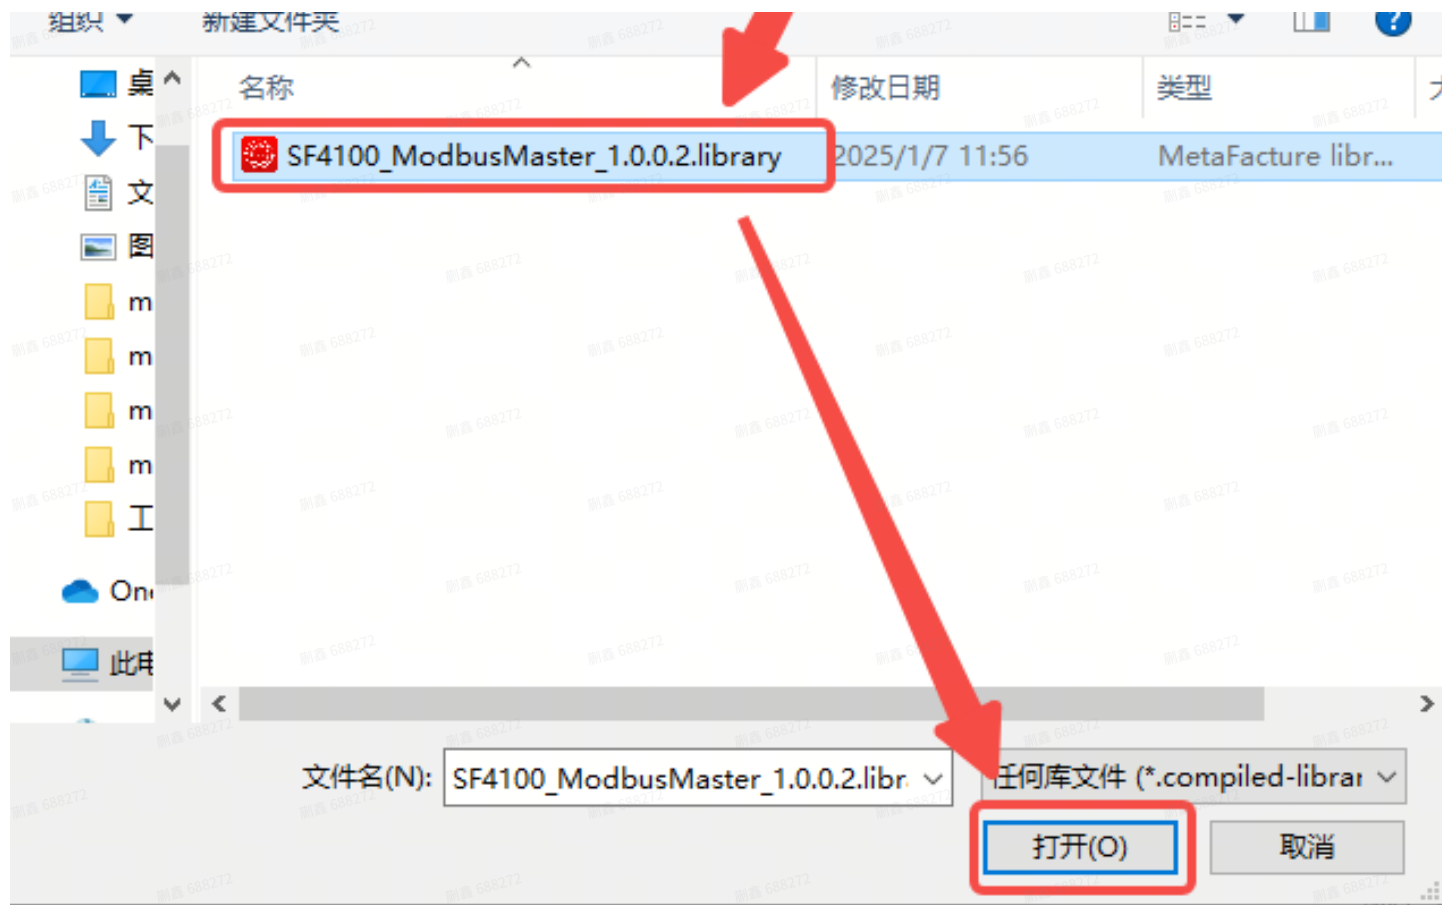 组织 新建文件夹
名称 修改日期 类型
桌
下
文
图
m
m
m
m
工
One
此电
SF4100_ModbusMaster_1.0.0.2.library 2025/1/7 11:56 MetaFacture libr...
文件名(N): SF4100_ModbusMaster_1.0.0.2.libr 任何库文件 (*.compiled-librar
打开(O) 取消